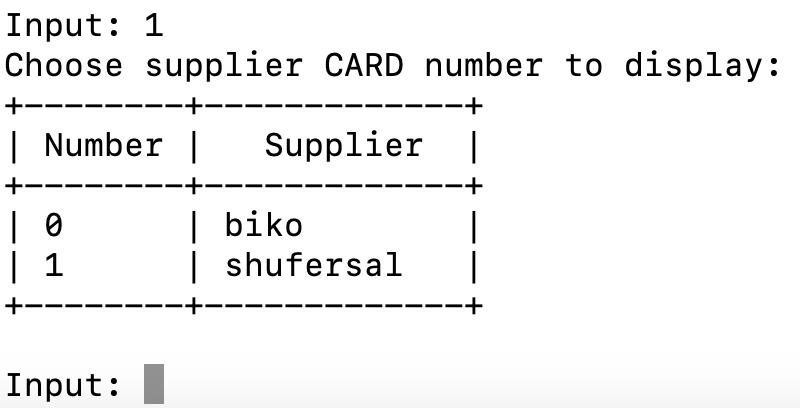 Input: 1
Choose supplier CARD number to display:
+--------+--------------+
| Number |   Supplier   |
+--------+--------------+
| 0      | biko         |
| 1      | shufersal    |
+--------+--------------+
Input: